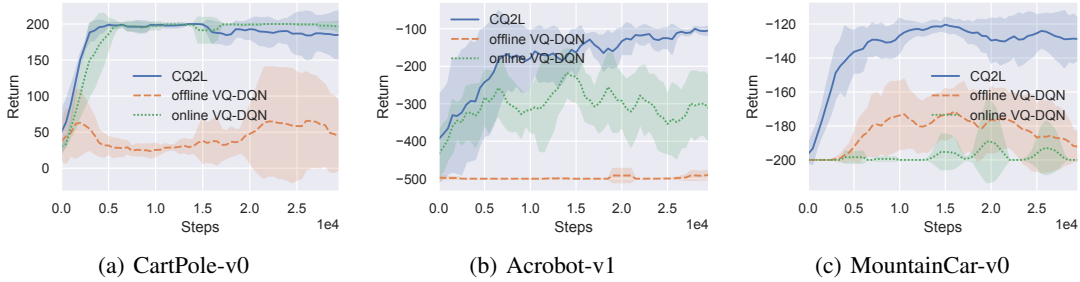 200
150
100
50
0
Return
CQ2L
offline VQ-DQN
online VQ-DQN
0.0 0.5 1.0 1.5 2.0 2.5
1e4
Steps
(a) CartPole-v0
−100
−200
−300
−400
−500
Return
CQ2L
offline VQ-DQN
online VQ-DQN
0.0 0.5 1.0 1.5 2.0 2.5
1e4
Steps
(b) Acrobot-v1
−120
−140
−160
−180
−200
Return
CQ2L
offline VQ-DQN
online VQ-DQN
0.0 0.5 1.0 1.5 2.0 2.5
1e4
Steps
(c) MountainCar-v0